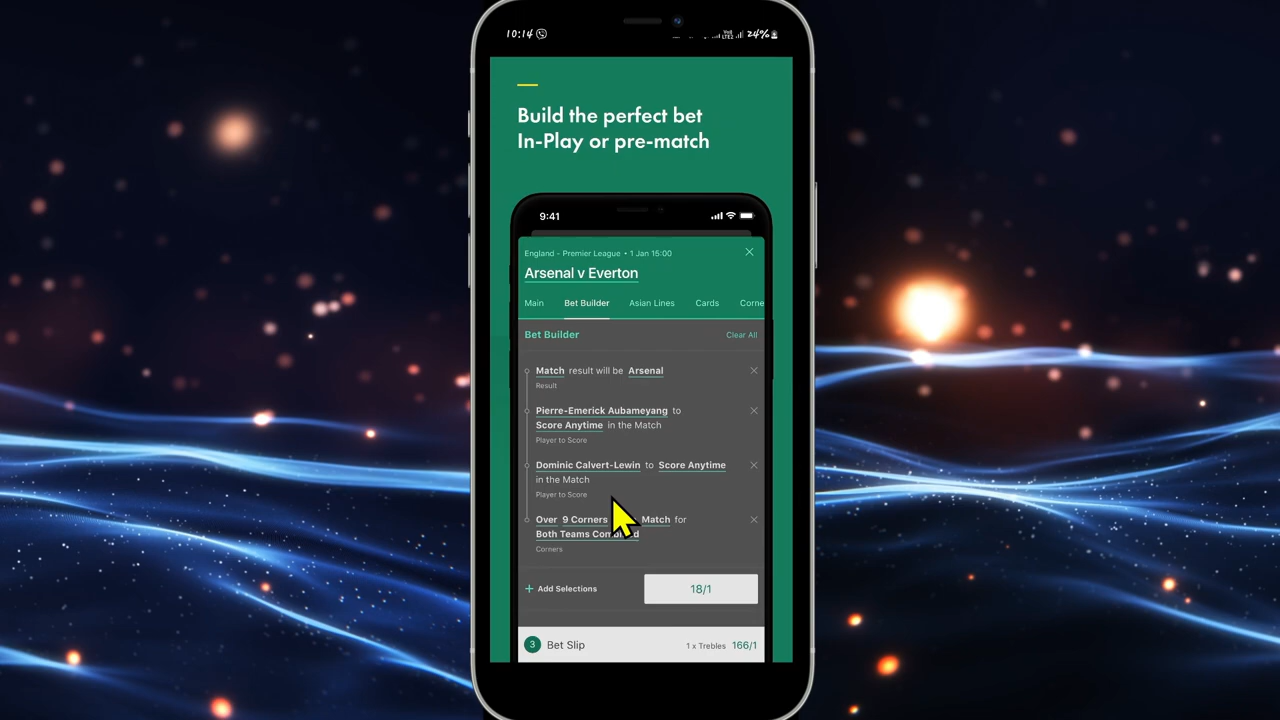 10:14
VoI
LTE2
24%
Build the perfect bet
In-Play or pre-match
9:41
England - Premier League • 1 Jan 15:00
Arsenal v Everton
Main Bet Builder Asian Lines Cards Corne
Bet Builder Clear All
Match result will be Arsenal
Result
Pierre-Emerick Aubameyang to
Score Anytime in the Match
Player to Score
Dominic Calvert-Lewin to Score Anytime
in the Match
Player to Score
Over 9 Corners Match for
Both Teams
Corners
+ Add Selections 18/1
3 Bet Slip 1 x Trebles 166/1